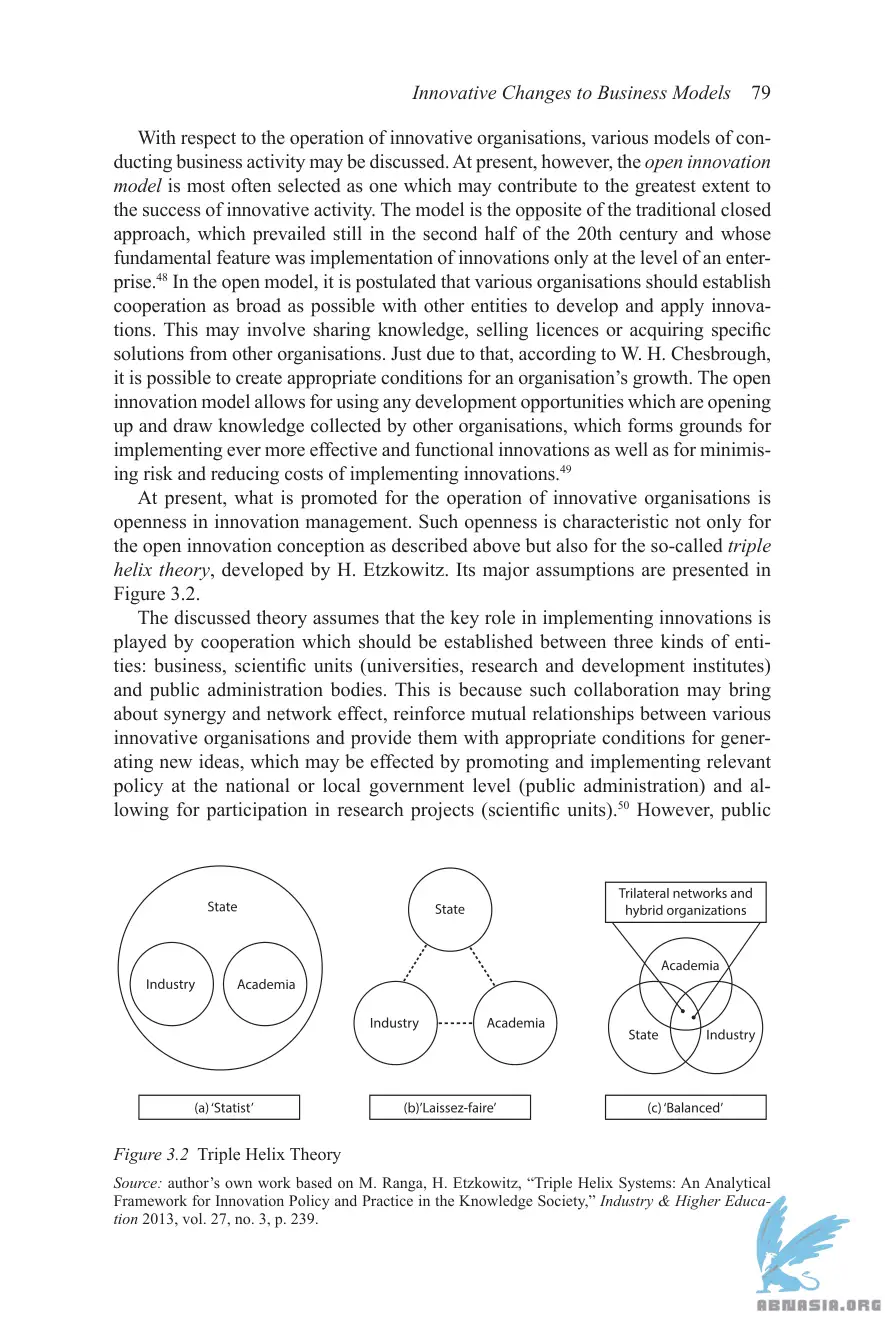 Innovative Changes to Business Models 79
With respect to the operation of innovative organisations, various models of con-
ducting business activity may be discussed. At present, however, the open innovation
model is most often selected as one which may contribute to the greatest extent to
the success of innovative activity. The model is the opposite of the traditional closed
approach, which prevailed still in the second half of the 20th century and whose
fundamental feature was implementation of innovations only at the level of an enter-
prise.48 In the open model, it is postulated that various organisations should establish
cooperation as broad as possible with other entities to develop and apply innova-
tions. This may involve sharing knowledge, selling licences or acquiring specific
solutions from other organisations. Just due to that, according to W. H. Chesbrough,
it is possible to create appropriate conditions for an organisation's growth. The open
innovation model allows for using any development opportunities which are opening
up and draw knowledge collected by other organisations, which forms grounds for
implementing ever more effective and functional innovations as well as for minimis-
ing risk and reducing costs of implementing innovations.49
At present, what is promoted for the operation of innovative organisations is
openness in innovation management. Such openness is characteristic not only for
the open innovation conception as described above but also for the so-called triple
helix theory, developed by H. Etzkowitz. Its major assumptions are presented in
Figure 3.2.
The discussed theory assumes that the key role in implementing innovations is
played by cooperation which should be established between three kinds of enti-
ties: business, scientific units (universities, research and development institutes)
and public administration bodies. This is because such collaboration may bring
about synergy and network effect, reinforce mutual relationships between various
innovative organisations and provide them with appropriate conditions for gener-
ating new ideas, which may be effected by promoting and implementing relevant
policy at the national or local government level (public administration) and al-
lowing for participation in research projects (scientific units).50 However, public
State
Industry
Academia
(a) 'Statist'
State
Industry
Academia
(b)'Laissez-faire'
Trilateral networks and
hybrid organizations
Academia
State
Industry
(c) 'Balanced'
Figure 3.2 Triple Helix Theory
Source: author's own work based on M. Ranga, H. Etzkowitz, "Triple Helix Systems: An Analytical
Framework for Innovation Policy and Practice in the Knowledge Society," Industry & Higher Educa-
tion 2013, vol. 27, no. 3, p. 239.
ABNASIA.ORG